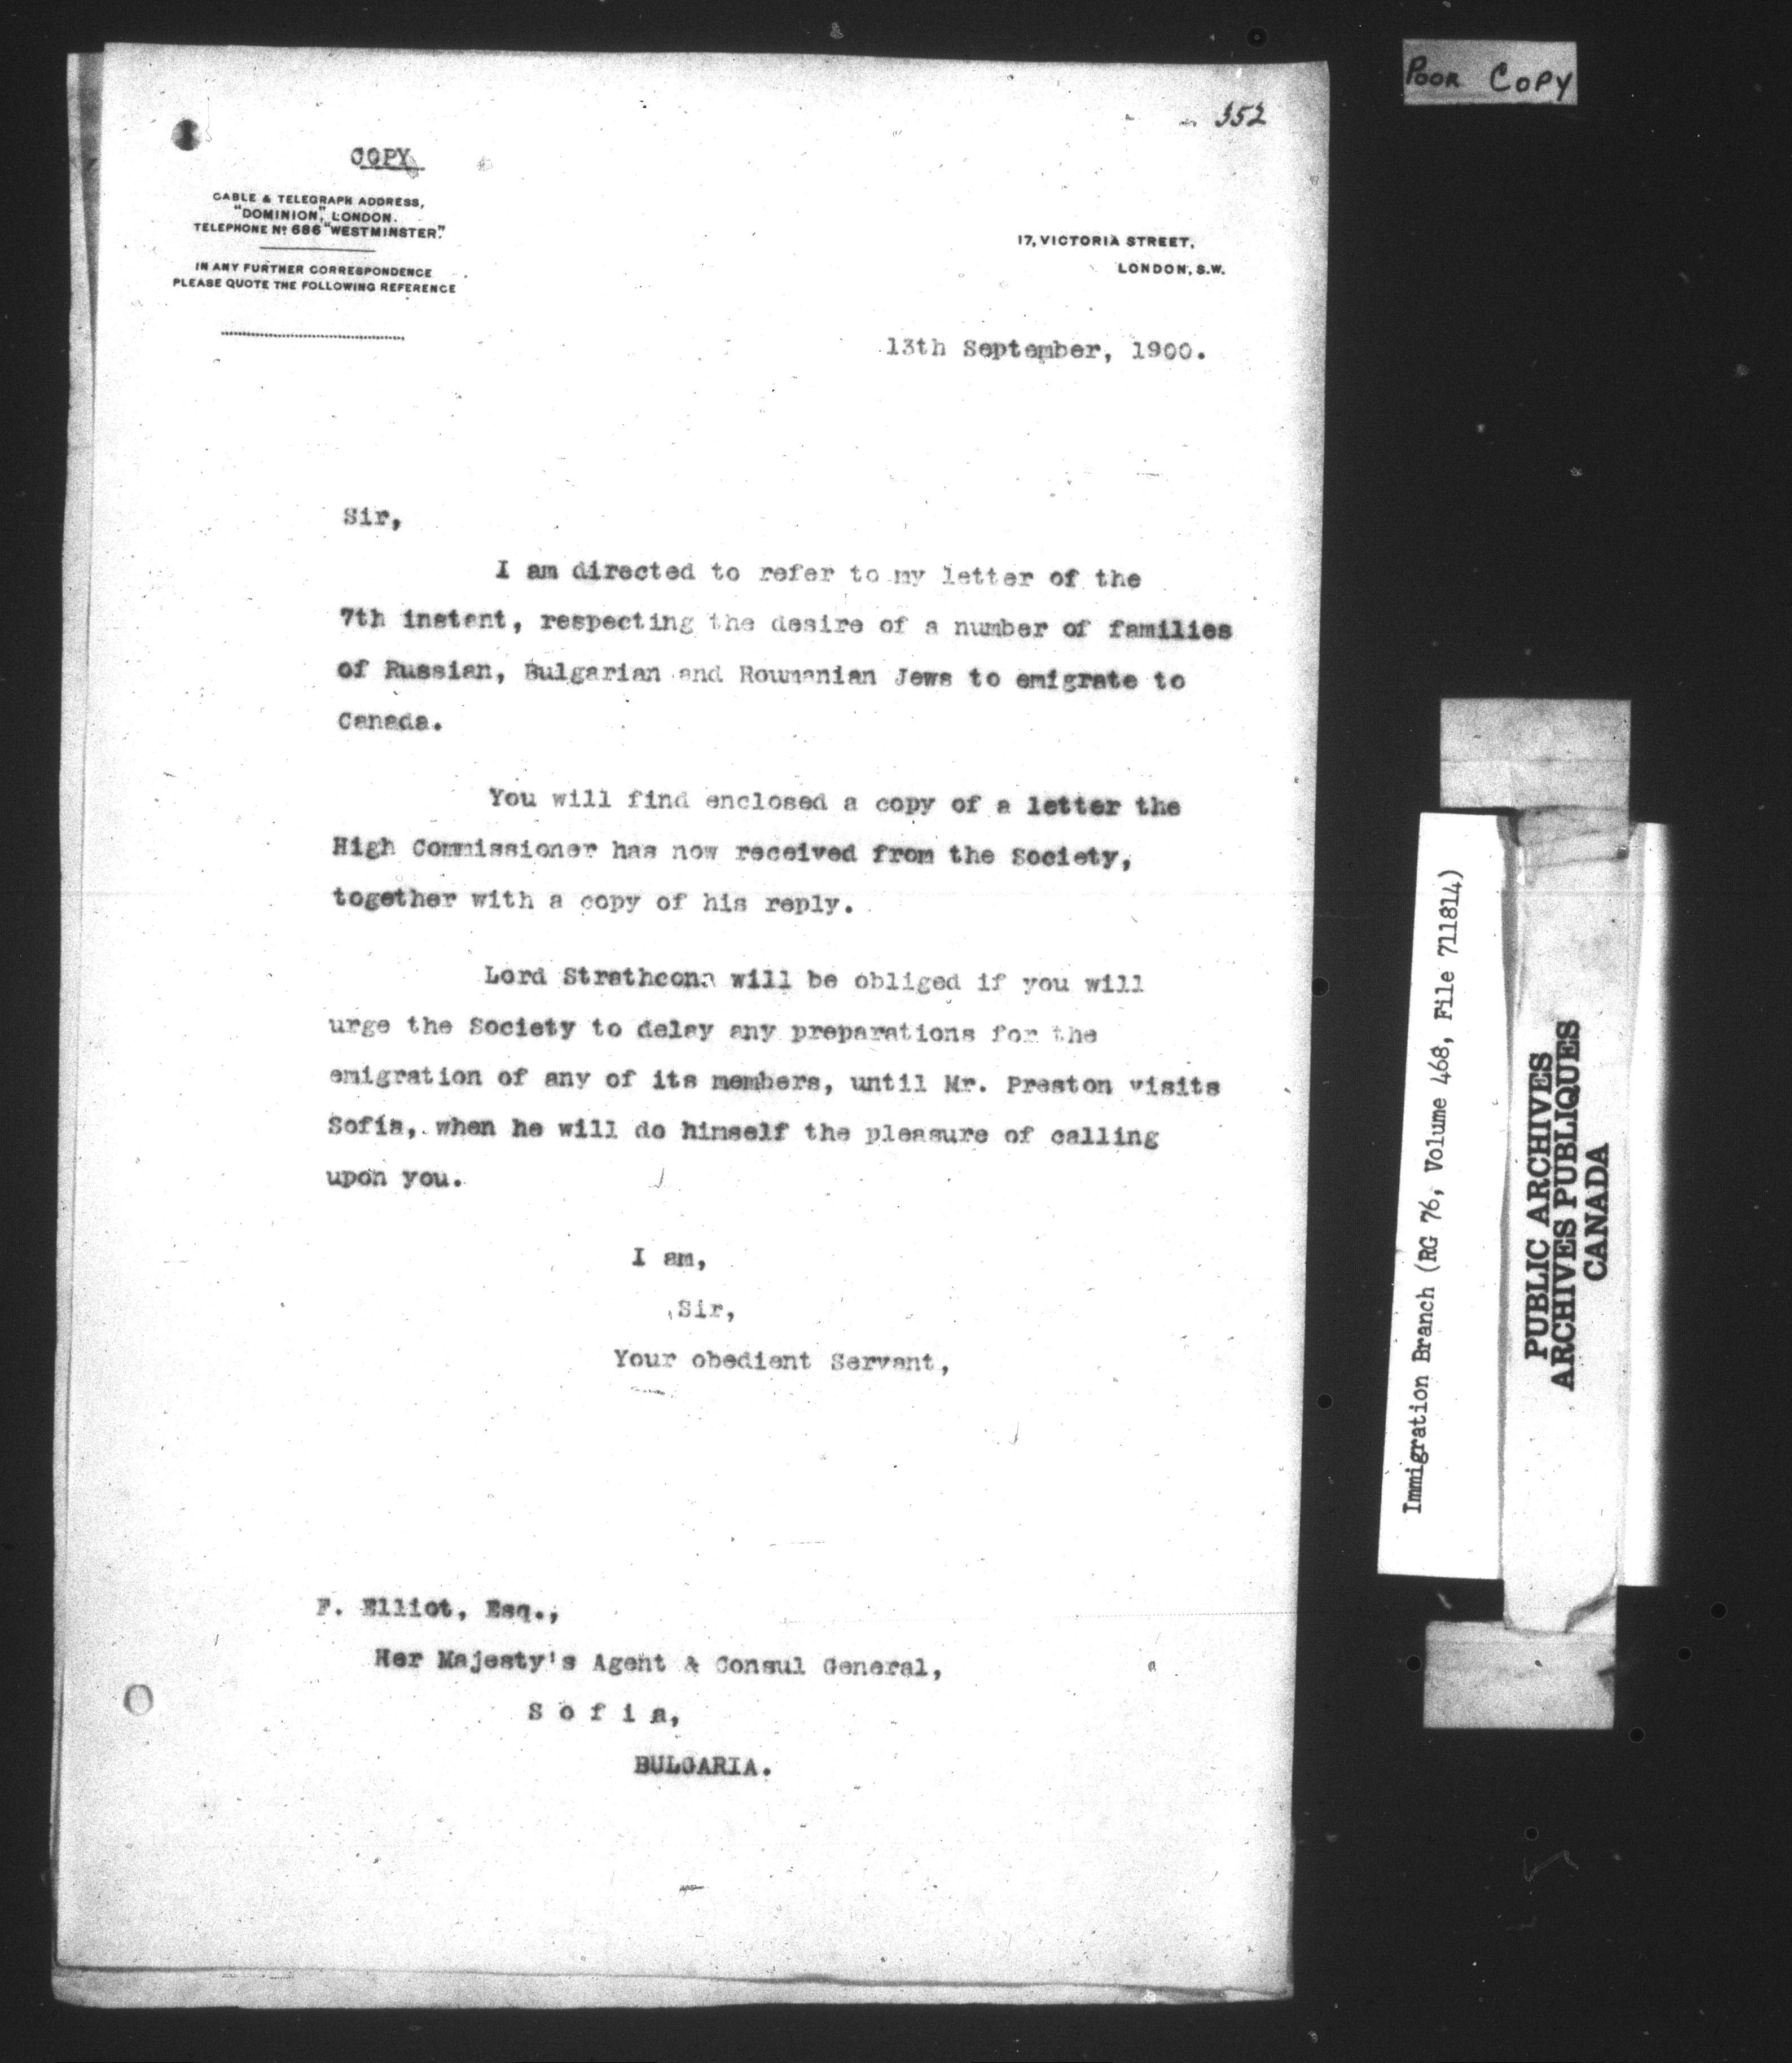 POOR COPY
352
COPY
CABLE & TELEGRAPH ADDRESS,
"DOMINION," LONDON.
TELEPHONE Nº 686 "WESTMINSTER."
IN ANY FURTHER CORRESPONDENCE
PLEASE QUOTE THE FOLLOWING REFERENCE
17, VICTORIA STREET,
LONDON, S.W.
13th September, 1900.
Sir,
I am directed to refer to my letter of the
7th instant, respecting the desire of a number of families
of Russian, Bulgarian and Roumanian Jews to emigrate to
Canada.
You will find enclosed a copy of a letter the
High Commissioner has now received from the Society,
together with a copy of his reply.
Lord Strathcona will be obliged if you will
urge the Society to delay any preparations for the
emigration of any of its members, until Mr. Preston visits
Sofia, when he will do himself the pleasure of calling
upon you.
I am,
Sir,
Your obedient Servant,
F. Elliot, Esq.,
Her Majesty's Agent & Consul General,
S o f i a,
BULGARIA.
Immigration Branch (RG 76, Volume 468, File 711814)
PUBLIC ARCHIVES
ARCHIVES PUBLIQUES
CANADA